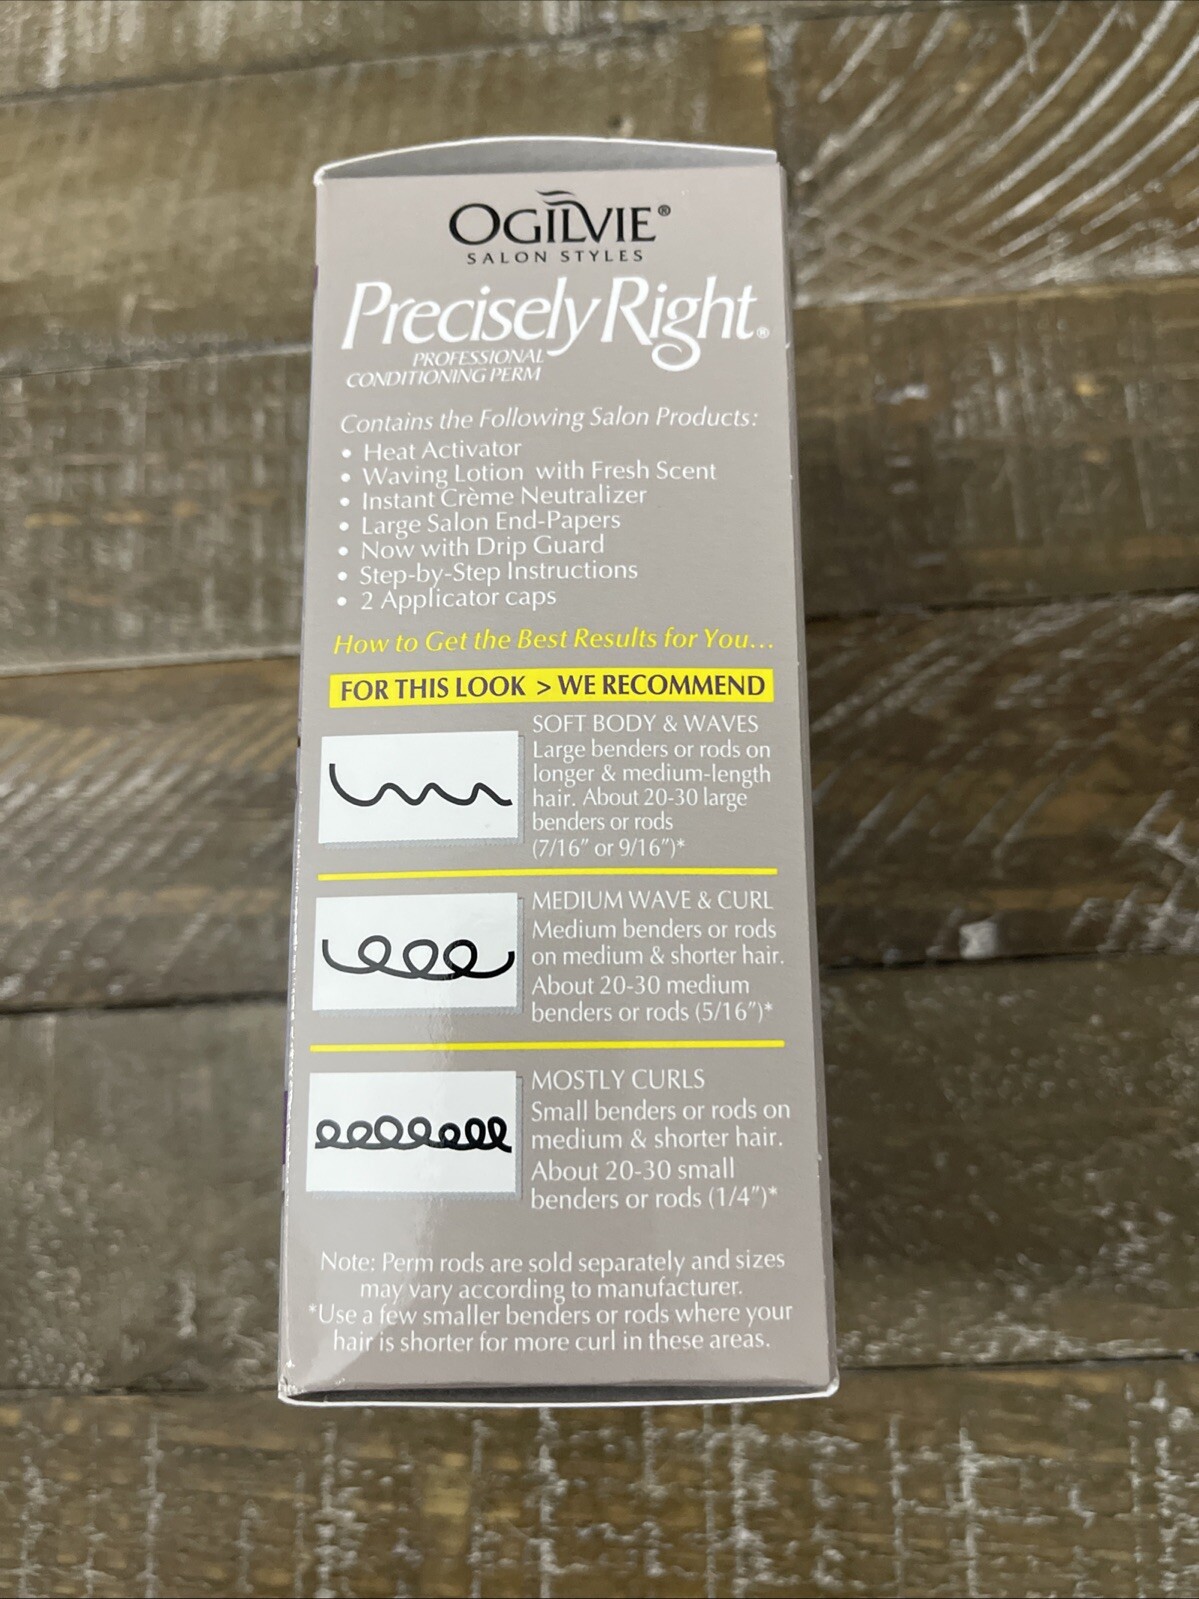 OGILVIE®
SALON STYLES
Precisely Right®
PROFESSIONAL
CONDITIONING PERM
Contains the Following Salon Products:
• Heat Activator
• Waving Lotion with Fresh Scent
• Instant Crème Neutralizer
• Large Salon End-Papers
• Now with Drip Guard
• Step-by-Step Instructions
• 2 Applicator caps
How to Get the Best Results for You...
FOR THIS LOOK > WE RECOMMEND
SOFT BODY & WAVES
Large benders or rods on
longer & medium-length
hair. About 20-30 large
benders or rods
(7/16" or 9/16")*
MEDIUM WAVE & CURL
Medium benders or rods
on medium & shorter hair.
About 20-30 medium
benders or rods (5/16")*
MOSTLY CURLS
Small benders or rods on
medium & shorter hair.
About 20-30 small
benders or rods (1/4")*
Note: Perm rods are sold separately and sizes
may vary according to manufacturer.
*Use a few smaller benders or rods where your
hair is shorter for more curl in these areas.